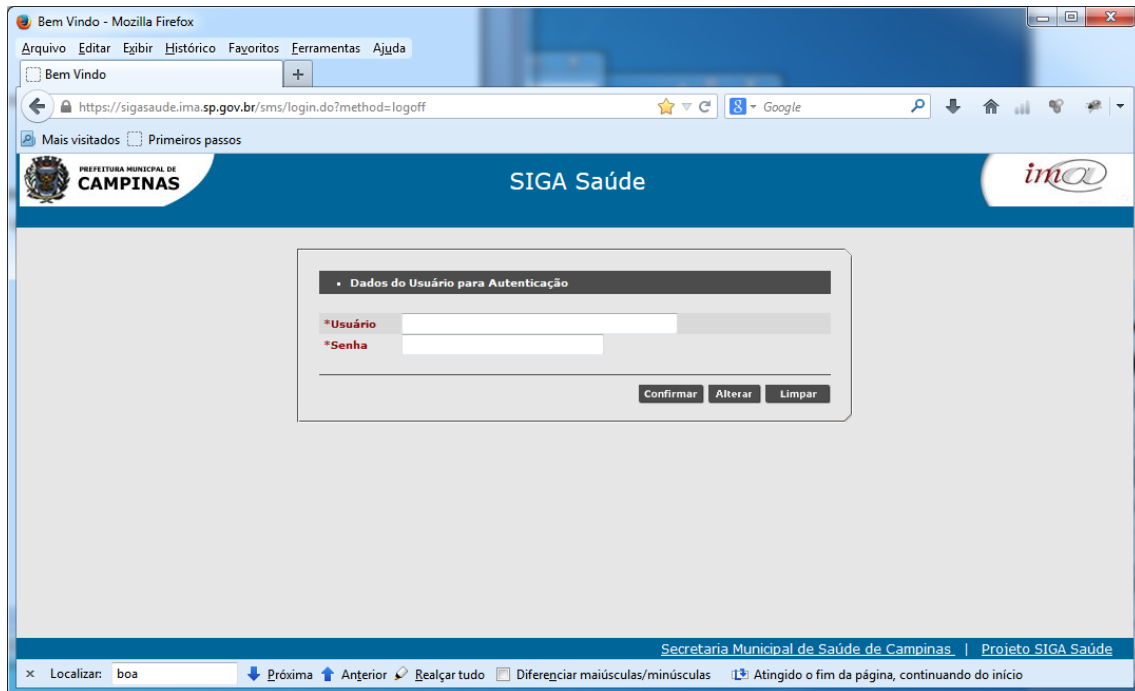 Bem Vindo - Mozilla Firefox
Arquivo Editar Exibir Histórico Favoritos Ferramentas Ajuda
Bem Vindo
https://sigasaude.ima.sp.gov.br/sms/login.do?method=logoff
Google
Mais visitados Primeiros passos
PREFEITURA MUNICPAL DE
CAMPINAS
SIGA Saúde
ima
• Dados do Usuário para Autenticação
*Usuário
*Senha
Confirmar Alterar Limpar
Secretaria Municipal de Saúde de Campinas | Projeto SIGA Saúde
× Localizar: boa Próxima Anterior Realçar tudo Diferenciar maiúsculas/minúsculas Atingido o fim da página, continuando do início